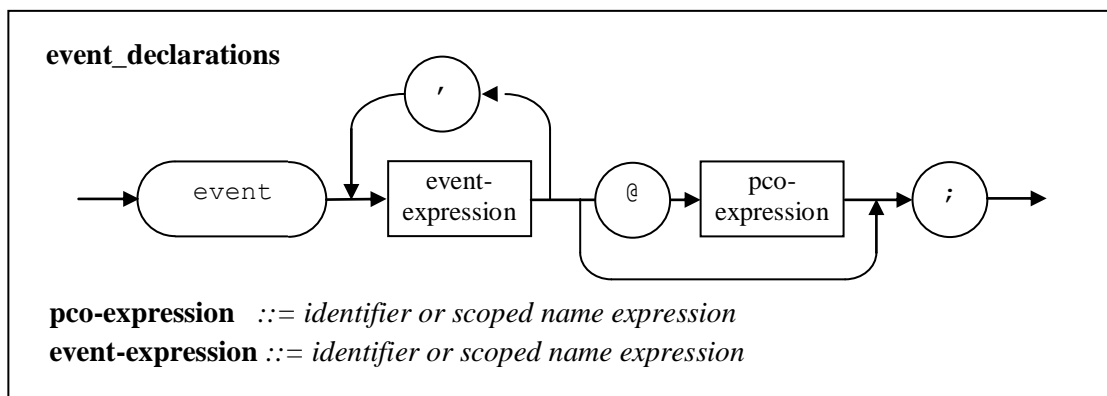 event_declarations
,
event
event-
expression
@
pco-
expression
;
pco-expression ::= identifier or scoped name expression
event-expression ::= identifier or scoped name expression